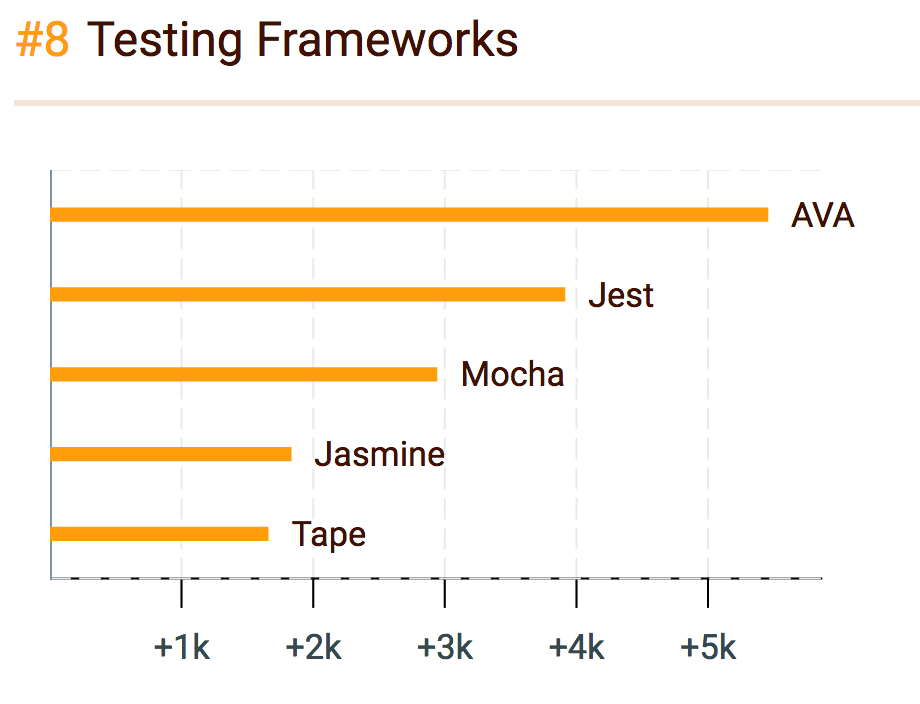 #8 Testing Frameworks
AVA
Jest
Mocha
Jasmine
Tape
+1k +2k +3k +4k +5k